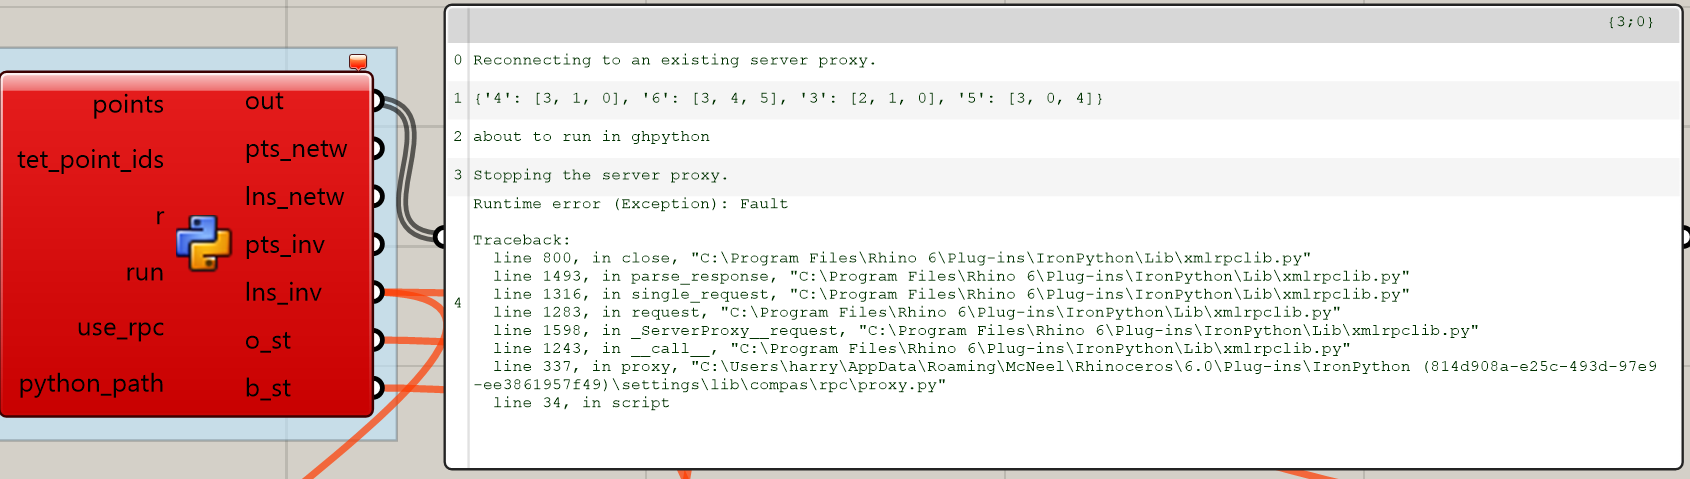 points
tet_point_ids
r
run
use_rpc
python_path
out
pts_netw
lns_netw
pts_inv
lns_inv
o_st
b_st
{3;0}
0 Reconnecting to an existing server proxy.
1 {'4': [3, 1, 0], '6': [3, 4, 5], '3': [2, 1, 0], '5': [3, 0, 4]}
2 about to run in ghpython
3 Stopping the server proxy.
4
Runtime error (Exception): Fault
Traceback:
line 800, in close, "C:\Program Files\Rhino 6\Plug-ins\IronPython\Lib\xmlrpclib.py"
line 1493, in parse_response, "C:\Program Files\Rhino 6\Plug-ins\IronPython\Lib\xmlrpclib.py"
line 1316, in single_request, "C:\Program Files\Rhino 6\Plug-ins\IronPython\Lib\xmlrpclib.py"
line 1283, in request, "C:\Program Files\Rhino 6\Plug-ins\IronPython\Lib\xmlrpclib.py"
line 1598, in _ServerProxy__request, "C:\Program Files\Rhino 6\Plug-ins\IronPython\Lib\xmlrpclib.py"
line 1243, in __call__, "C:\Program Files\Rhino 6\Plug-ins\IronPython\Lib\xmlrpclib.py"
line 337, in proxy, "C:\Users\harry\AppData\Roaming\McNeel\Rhinoceros\6.0\Plug-ins\IronPython (814d908a-e25c-493d-97e9
-ee3861957f49)\settings\lib\compas\rpc\proxy.py"
line 34, in script